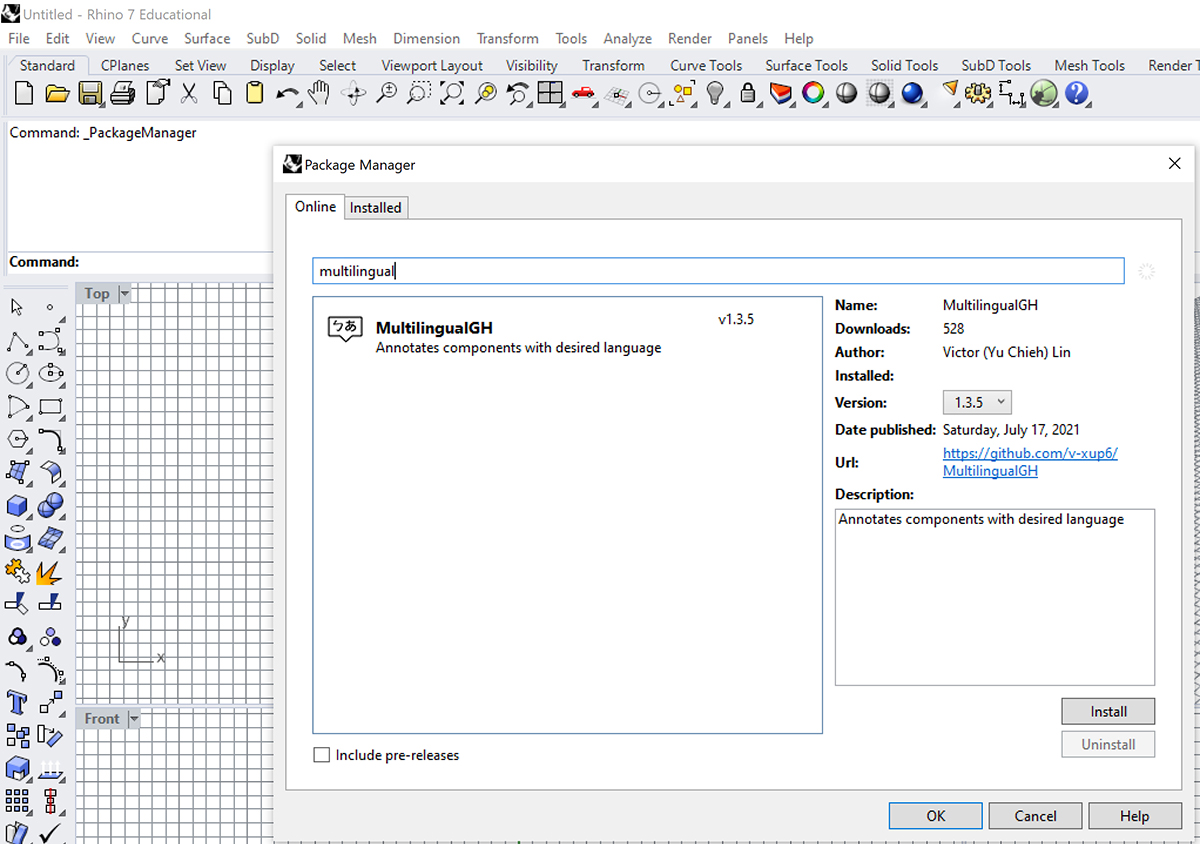 Untitled - Rhino 7 Educational
File Edit View Curve Surface SubD Solid Mesh Dimension Transform Tools Analyze Render Panels Help
Standard CPlanes Set View Display Select Viewport Layout Visibility Transform Curve Tools Surface Tools Solid Tools SubD Tools Mesh Tools Render T
Command: _PackageManager
Command:
Package Manager
Online Installed
multilingual
ㄅあ
MultilingualGH v1.3.5
Annotates components with desired language
Name: MultilingualGH
Downloads: 528
Author: Victor (Yu Chieh) Lin
Installed:
Version: 1.3.5
Date published: Saturday, July 17, 2021
Url: https://github.com/v-xup6/
MultilingualGH
Description:
Annotates components with desired language
Install
Uninstall
Include pre-releases
OK Cancel Help
Top
y
x
Front